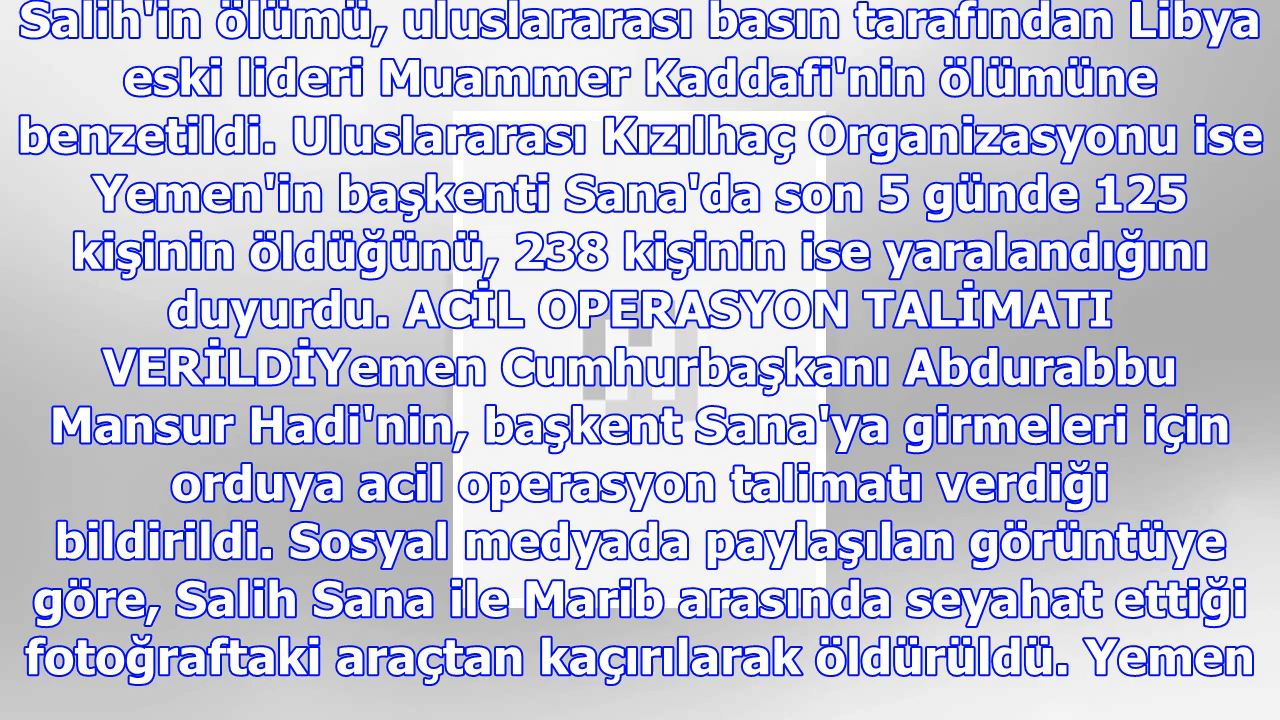 Salih'in ölümü, uluslararası basın tarafından Libya
eski lideri Muammer Kaddafi'nin ölümüne
benzetildi. Uluslararası Kızılhaç Organizasyonu ise
Yemen'in başkenti Sana'da son 5 günde 125
kişinin öldüğünü, 238 kişinin ise yaralandığını
duyurdu. ACİL OPERASYON TALİMATI
VERİLDİYemen Cumhurbaşkanı Abdurabbu
Mansur Hadi'nin, başkent Sana'ya girmeleri için
orduya acil operasyon talimatı verdiği
bildirildi. Sosyal medyada paylaşılan görüntüye
göre, Salih Sana ile Marib arasında seyahat ettiği
fotoğraftaki araçtan kaçırılarak öldürüldü. Yemen